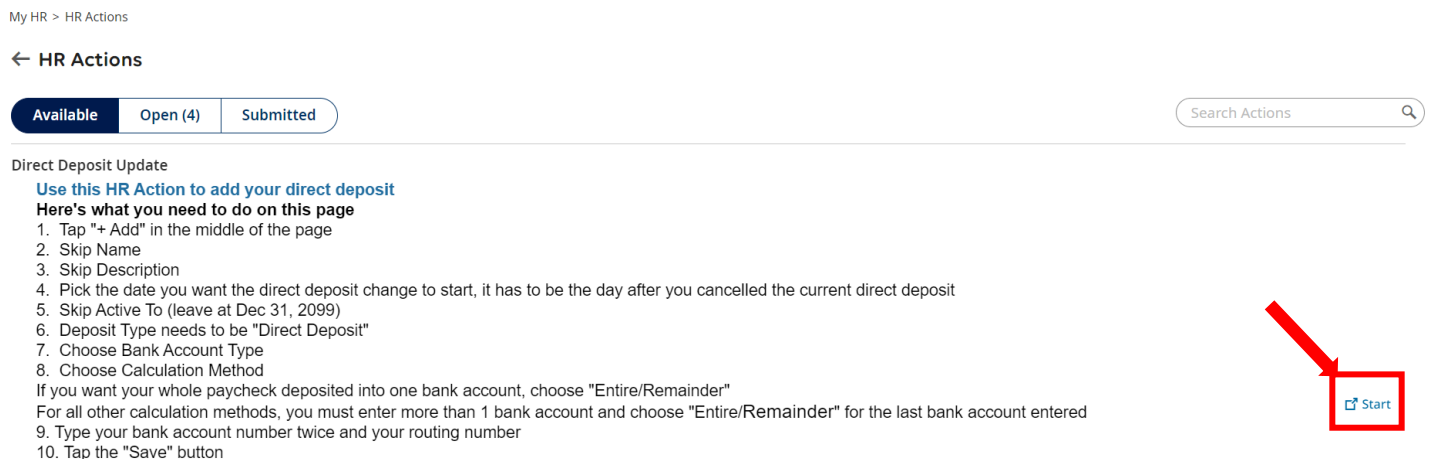 My HR > HR Actions
← HR Actions
Available Open (4) Submitted
Search Actions
Direct Deposit Update
Use this HR Action to add your direct deposit
Here's what you need to do on this page
1. Tap "+ Add" in the middle of the page
2. Skip Name
3. Skip Description
4. Pick the date you want the direct deposit change to start, it has to be the day after you cancelled the current direct deposit
5. Skip Active To (leave at Dec 31, 2099)
6. Deposit Type needs to be "Direct Deposit"
7. Choose Bank Account Type
8. Choose Calculation Method
If you want your whole paycheck deposited into one bank account, choose "Entire/Remainder"
For all other calculation methods, you must enter more than 1 bank account and choose "Entire/Remainder" for the last bank account entered
Start
9. Type your bank account number twice and your routing number
10. Tap the "Save" button